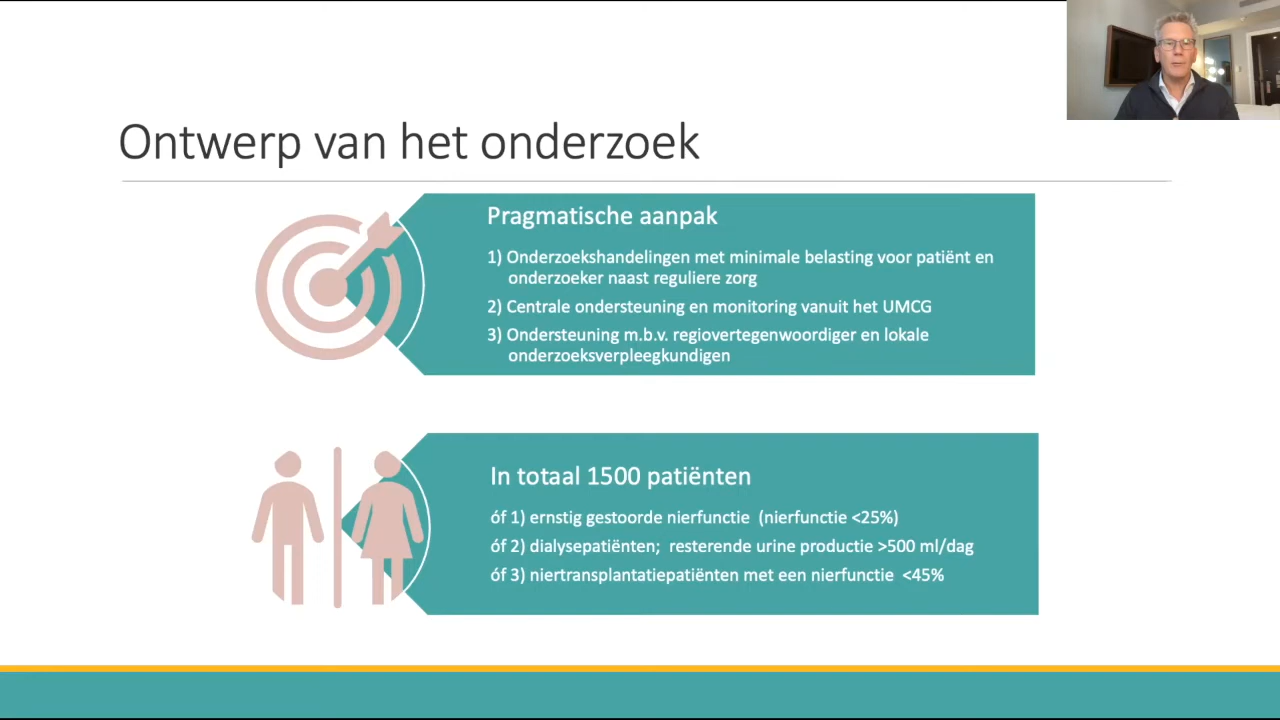 Ontwerp van het onderzoek
Pragmatische aanpak
1) Onderzoekshandelingen met minimale belasting voor patiënt en
onderzoeker naast reguliere zorg
2) Centrale ondersteuning en monitoring vanuit het UMCG
3) Ondersteuning m.b.v. regiovertegenwoordiger en lokale
onderzoeksverpleegkundigen
In totaal 1500 patiënten
óf 1) ernstig gestoorde nierfunctie (nierfunctie <25%)
óf 2) dialysepatiënten; resterende urine productie >500 ml/dag
óf 3) niertransplantatiepatiënten met een nierfunctie <45%